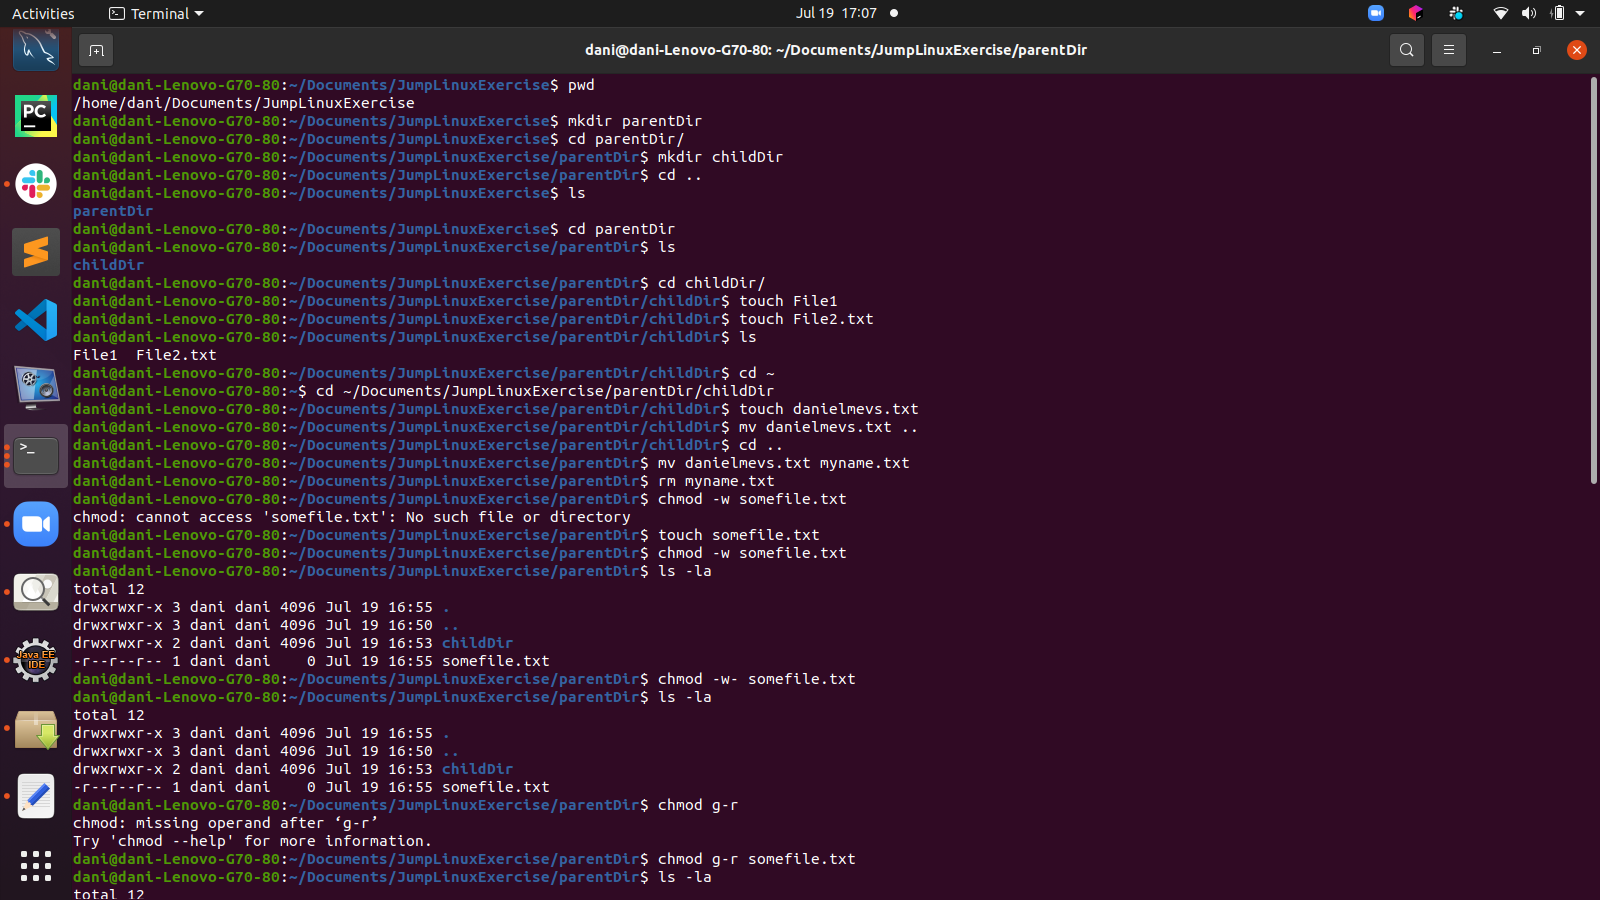 Activities
Terminal
Jul 19 17:07
dani@dani-Lenovo-G70-80: ~/Documents/JumpLinuxExercise/parentDir
PC
Java EE
IDE
dani@dani-Lenovo-G70-80:~/Documents/JumpLinuxExercise$ pwd
/home/dani/Documents/JumpLinuxExercise
dani@dani-Lenovo-G70-80:~/Documents/JumpLinuxExercise$ mkdir parentDir
dani@dani-Lenovo-G70-80:~/Documents/JumpLinuxExercise$ cd parentDir/
dani@dani-Lenovo-G70-80:~/Documents/JumpLinuxExercise/parentDir$ mkdir childDir
dani@dani-Lenovo-G70-80:~/Documents/JumpLinuxExercise/parentDir$ cd ..
dani@dani-Lenovo-G70-80:~/Documents/JumpLinuxExercise$ ls
parentDir
dani@dani-Lenovo-G70-80:~/Documents/JumpLinuxExercise$ cd parentDir
dani@dani-Lenovo-G70-80:~/Documents/JumpLinuxExercise/parentDir$ ls
childDir
dani@dani-Lenovo-G70-80:~/Documents/JumpLinuxExercise/parentDir$ cd childDir/
dani@dani-Lenovo-G70-80:~/Documents/JumpLinuxExercise/parentDir/childDir$ touch File1
dani@dani-Lenovo-G70-80:~/Documents/JumpLinuxExercise/parentDir/childDir$ touch File2.txt
dani@dani-Lenovo-G70-80:~/Documents/JumpLinuxExercise/parentDir/childDir$ ls
File1  File2.txt
dani@dani-Lenovo-G70-80:~/Documents/JumpLinuxExercise/parentDir/childDir$ cd ~
dani@dani-Lenovo-G70-80:~$ cd ~/Documents/JumpLinuxExercise/parentDir/childDir
dani@dani-Lenovo-G70-80:~/Documents/JumpLinuxExercise/parentDir/childDir$ touch danielmevs.txt
dani@dani-Lenovo-G70-80:~/Documents/JumpLinuxExercise/parentDir/childDir$ mv danielmevs.txt ..
dani@dani-Lenovo-G70-80:~/Documents/JumpLinuxExercise/parentDir/childDir$ cd ..
dani@dani-Lenovo-G70-80:~/Documents/JumpLinuxExercise/parentDir$ mv danielmevs.txt myname.txt
dani@dani-Lenovo-G70-80:~/Documents/JumpLinuxExercise/parentDir$ rm myname.txt
dani@dani-Lenovo-G70-80:~/Documents/JumpLinuxExercise/parentDir$ chmod -w somefile.txt
chmod: cannot access 'somefile.txt': No such file or directory
dani@dani-Lenovo-G70-80:~/Documents/JumpLinuxExercise/parentDir$ touch somefile.txt
dani@dani-Lenovo-G70-80:~/Documents/JumpLinuxExercise/parentDir$ chmod -w somefile.txt
dani@dani-Lenovo-G70-80:~/Documents/JumpLinuxExercise/parentDir$ ls -la
total 12
drwxrwxr-x 3 dani dani 4096 Jul 19 16:55 .
drwxrwxr-x 3 dani dani 4096 Jul 19 16:50 ..
drwxrwxr-x 2 dani dani 4096 Jul 19 16:53 childDir
-r--r--r-- 1 dani dani    0 Jul 19 16:55 somefile.txt
dani@dani-Lenovo-G70-80:~/Documents/JumpLinuxExercise/parentDir$ chmod -w- somefile.txt
dani@dani-Lenovo-G70-80:~/Documents/JumpLinuxExercise/parentDir$ ls -la
total 12
drwxrwxr-x 3 dani dani 4096 Jul 19 16:55 .
drwxrwxr-x 3 dani dani 4096 Jul 19 16:50 ..
drwxrwxr-x 2 dani dani 4096 Jul 19 16:53 childDir
-r--r--r-- 1 dani dani    0 Jul 19 16:55 somefile.txt
dani@dani-Lenovo-G70-80:~/Documents/JumpLinuxExercise/parentDir$ chmod g-r
chmod: missing operand after ‘g-r’
Try 'chmod --help' for more information.
dani@dani-Lenovo-G70-80:~/Documents/JumpLinuxExercise/parentDir$ chmod g-r somefile.txt
dani@dani-Lenovo-G70-80:~/Documents/JumpLinuxExercise/parentDir$ ls -la
total 12